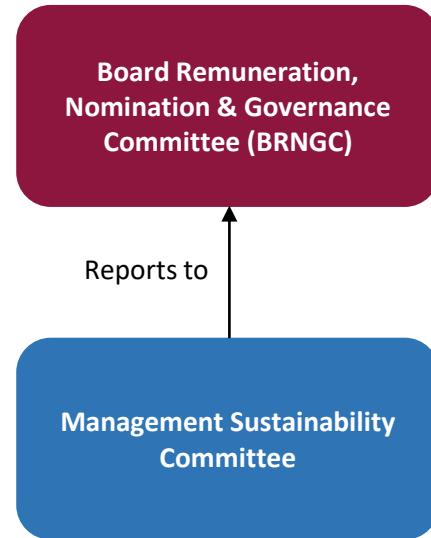 Board Remuneration,
Nomination & Governance
Committee (BRNGC)
Reports to
Management Sustainability
Committee